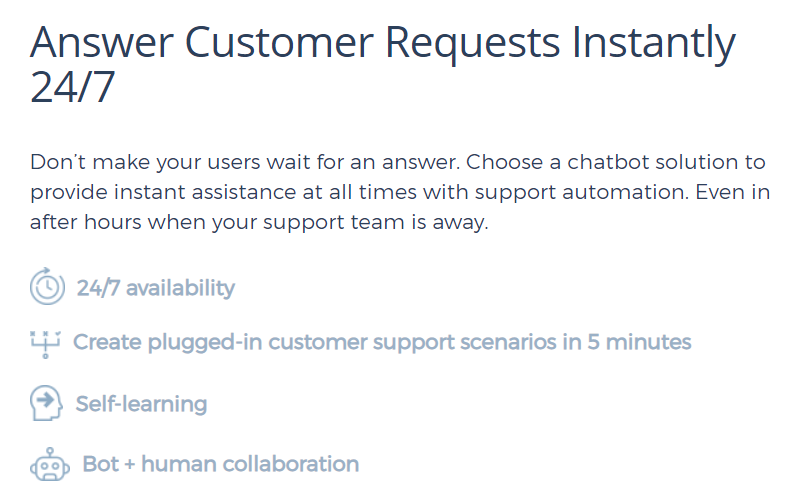 Answer Customer Requests Instantly
24/7
Don’t make your users wait for an answer. Choose a chatbot solution to
provide instant assistance at all times with support automation. Even in
after hours when your support team is away.
24/7 availability
Create plugged-in customer support scenarios in 5 minutes
Self-learning
Bot + human collaboration